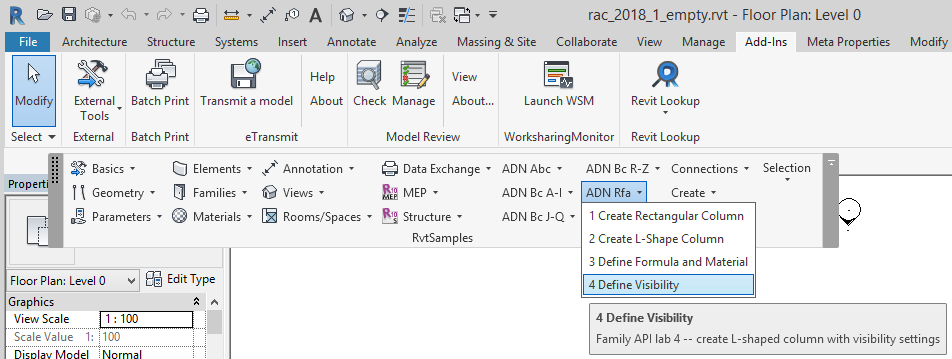 rac_2018_1_empty.rvt - Floor Plan: Level 0
File Architecture Structure Systems Insert Annotate Analyze Massing & Site Collaborate View Manage Add-Ins Meta Properties Modify
Modify
External Tools
Batch Print
Transmit a model
Help
About
Check
Manage
View
About...
Launch WSM
Revit Lookup
Select External Batch Print eTransmit Model Review WorksharingMonitor Revit Lookup
Basics Elements Annotation Data Exchange ADN Abc ADN Bc R-Z Connections Selection
Geometry Families Views MEP ADN Bc A-I ADN Rfa Create
Parameters Materials Rooms/Spaces Structure ADN Bc J-Q
RvtSamples
1 Create Rectangular Column
2 Create L-Shape Column
3 Define Formula and Material
4 Define Visibility
4 Define Visibility
Family API lab 4 -- create L-shaped column with visibility settings
Properti
Floor Plan: Level 0 Edit Type
Graphics
View Scale 1 : 100
Scale Value 1: 100
Display Model Normal